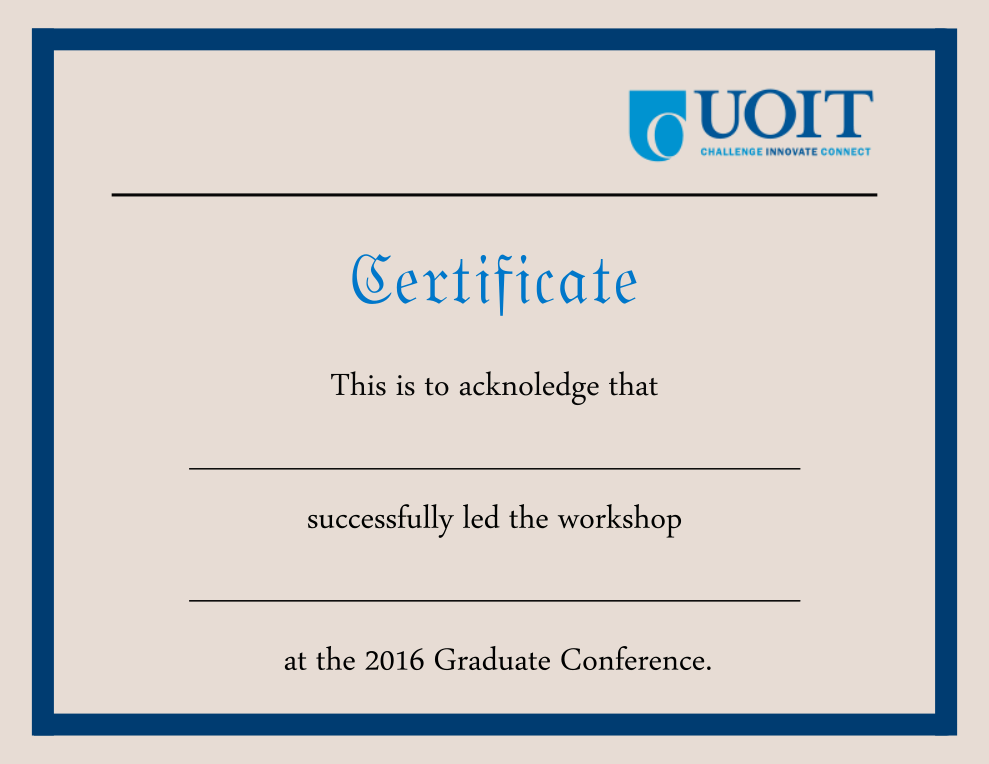 UOIT
CHALLENGE INNOVATE CONNECT
Certificate
This is to acknoledge that
successfully led the workshop
at the 2016 Graduate Conference.